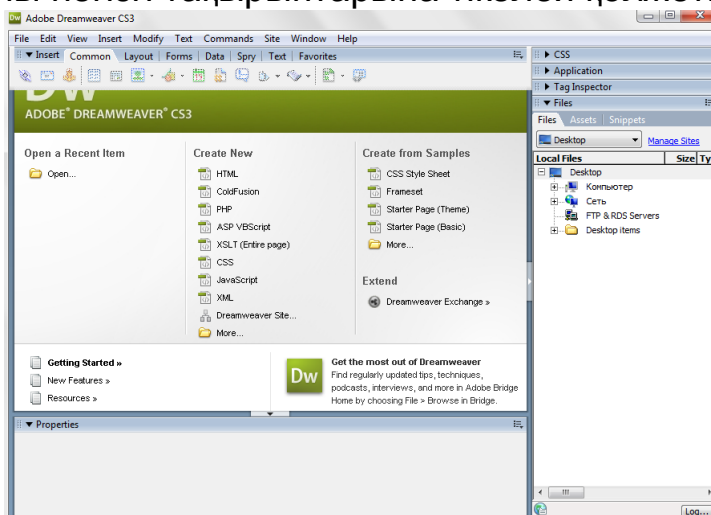 Adobe Dreamweaver CS3
File Edit View Insert Modify Text Commands Site Window Help
▼ Insert Common Layout Forms Data Spry Text Favorites
ADOBE® DREAMWEAVER® CS3
Open a Recent Item
Open...
Create New
HTML
ColdFusion
PHP
ASP VBScript
XSLT (Entire page)
CSS
JavaScript
XML
Dreamweaver Site...
More...
Create from Samples
CSS Style Sheet
Frameset
Starter Page (Theme)
Starter Page (Basic)
More...
Extend
Dreamweaver Exchange »
Getting Started »
New Features »
Resources »
Dw
Get the most out of Dreamweaver
Find regularly updated tips, techniques,
podcasts, interviews, and more in Adobe Bridge
Home by choosing File > Browse in Bridge.
▼ Properties
▶ CSS
▶ Application
▶ Tag Inspector
▼ Files
Files Assets Snippets
Desktop Manage Sites
Local Files Size Ty
Desktop
Компьютер
Сеть
FTP & RDS Servers
Desktop items
Log...